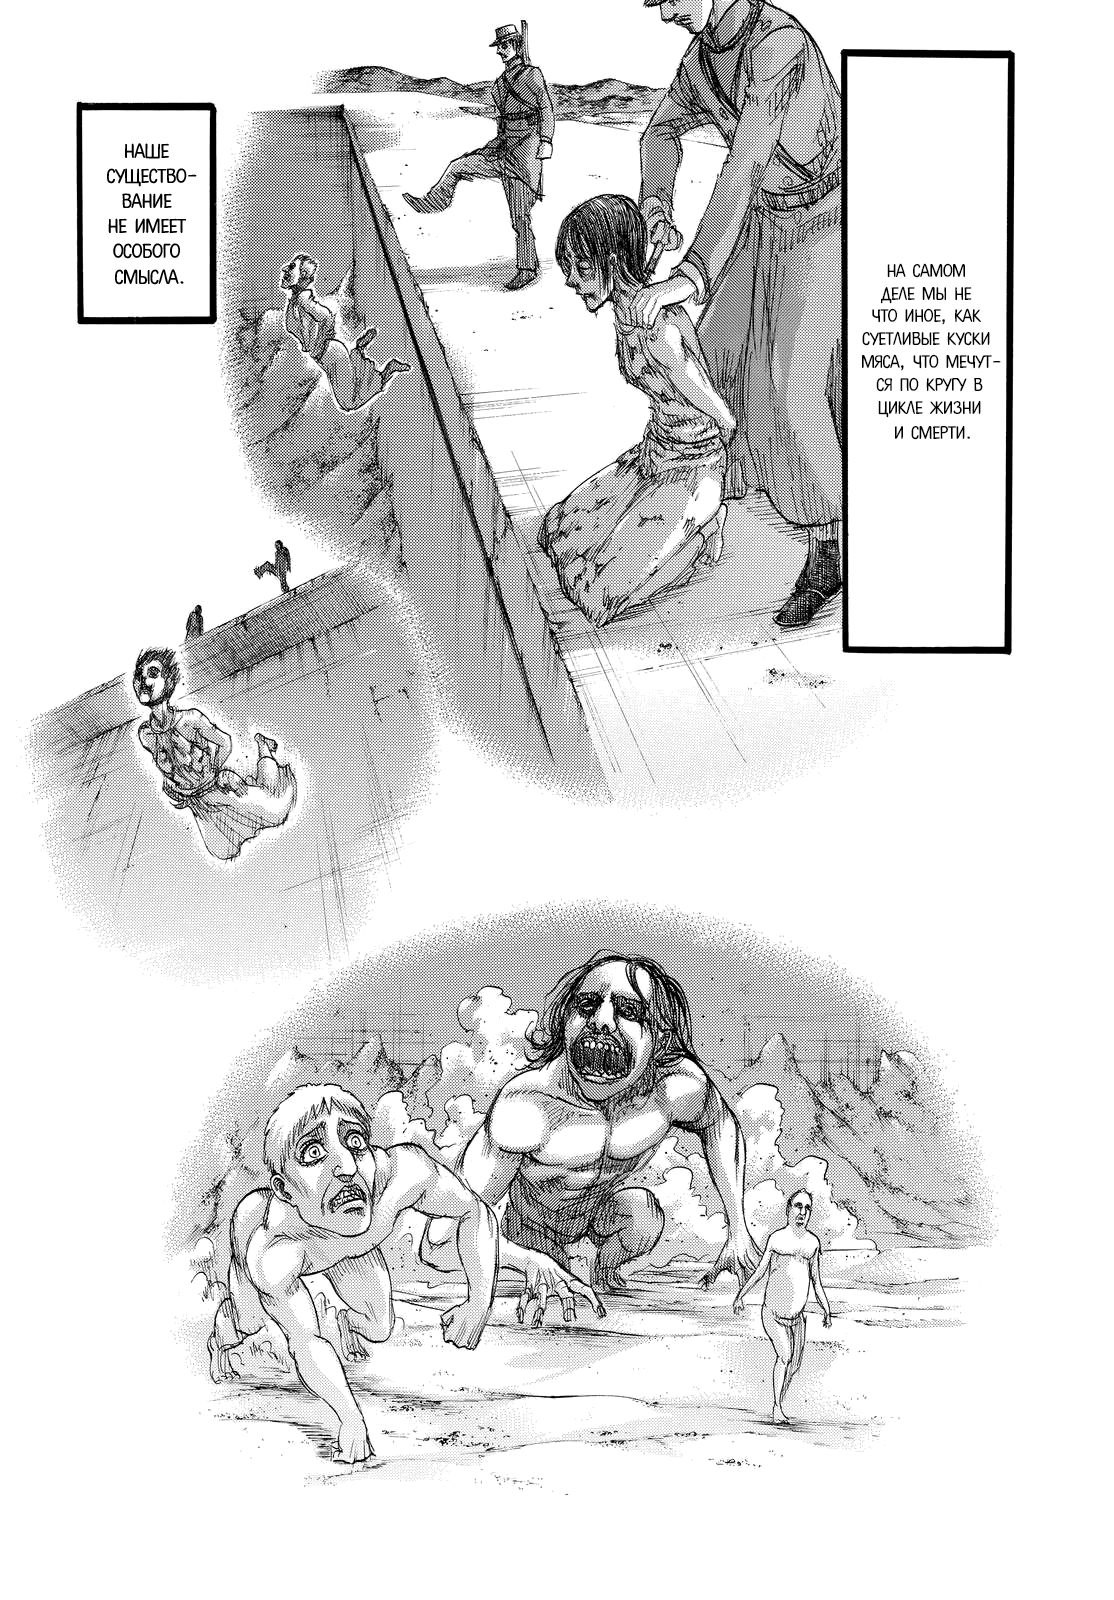 НА САМОМ
ДЕЛЕ МЫ НЕ
ЧТО ИНОЕ, КАК
СУЕТЛИВЫЕ КУСКИ
МЯСА, ЧТО МЕЧУТ-
СЯ ПО КРУГУ В
ЦИКЛЕ ЖИЗНИ
И СМЕРТИ.
НАШЕ
СУЩЕСТВО-
ВАНИЕ
НЕ ИМЕЕТ
ОСОБОГО
СМЫСЛА.